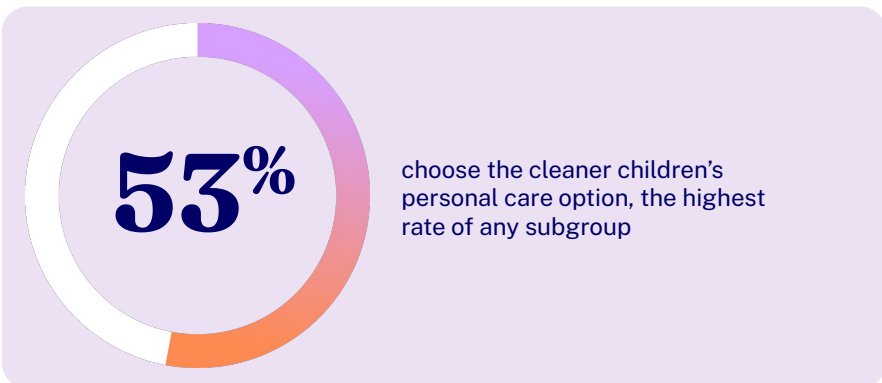 53%
choose the cleaner children’s
personal care option, the highest
rate of any subgroup